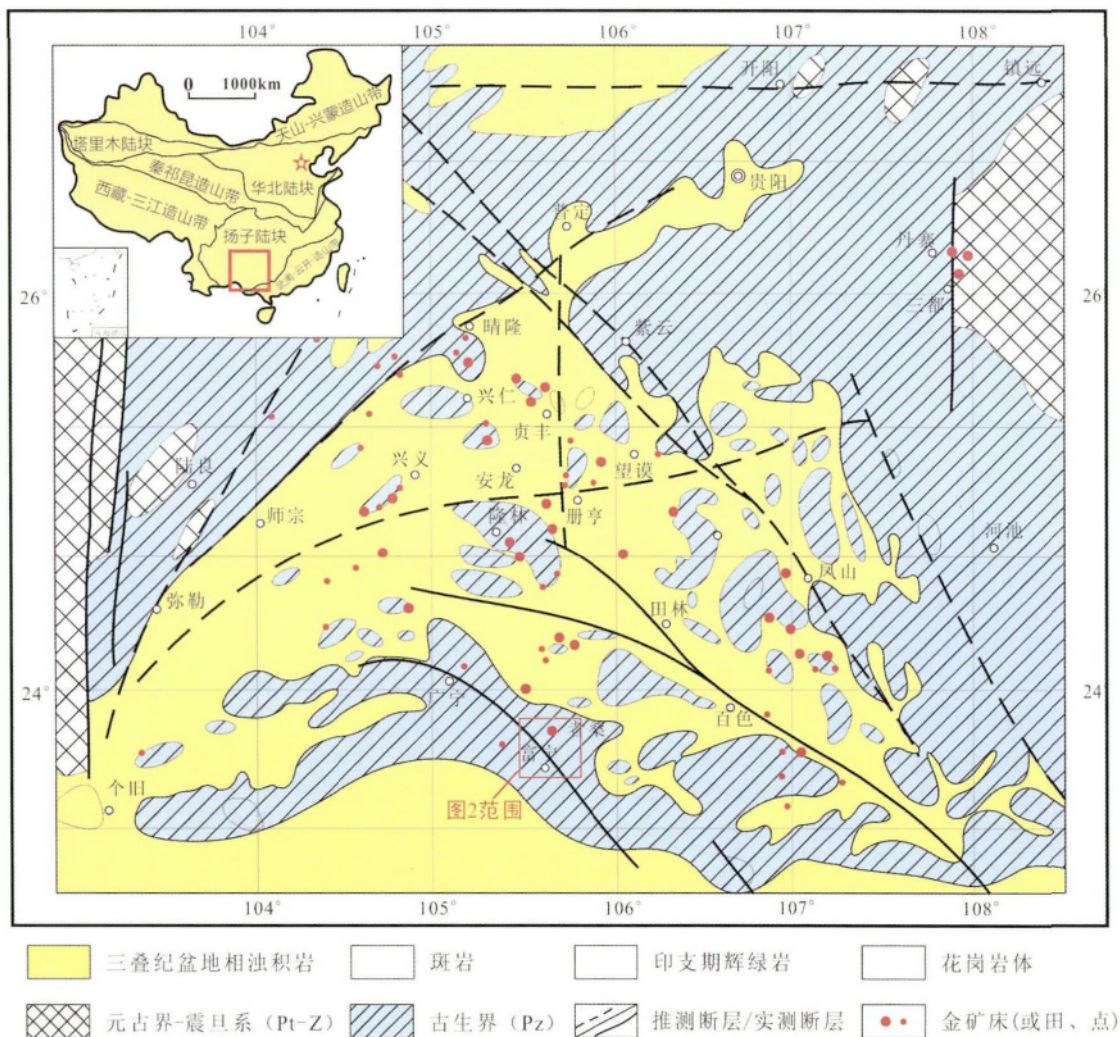 104° 105° 106° 107° 108°
0 1000km
天山-兴蒙造山带
塔里木陆块
秦祁昆造山带
华北陆块
西藏-三江造山带
扬子陆块
开阳
镇远
贵阳
普定
丹寨
三都
26°
26°
晴隆
紫云
兴仁
贞丰
陆良
兴义
安龙
望谟
师宗
隆林
册亨
河池
凤山
弥勒
田林
24°
24°
广宁
百色
者桑
富宁
个旧
图2范围
104° 105° 106° 107° 108°
三叠纪盆地相浊积岩 斑岩 印支期辉绿岩 花岗岩体
元古界-震旦系（Pt-Z） 古生界（Pz） 推测断层/实测断层 金矿床(或田、点)